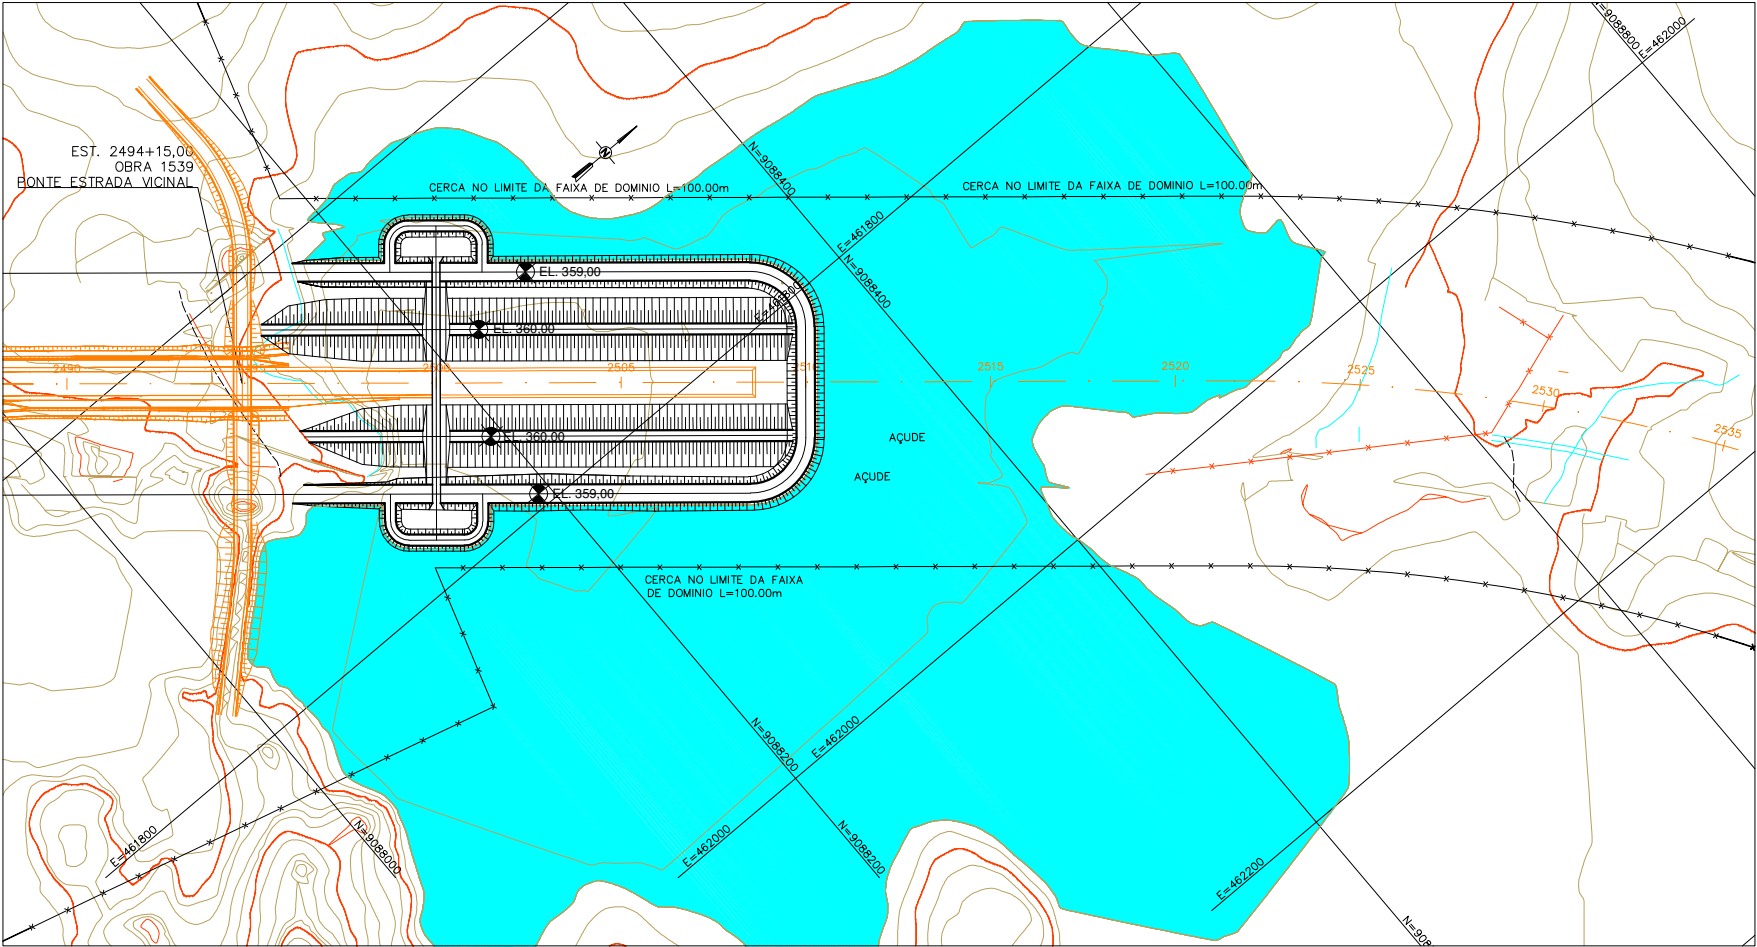 N=9088800
E=462000
EST. 2494+15,00
OBRA 1539
PONTE ESTRADA VICINAL
N
N=9088400
CERCA NO LIMITE DA FAIXA DE DOMINIO L=100.00m
CERCA NO LIMITE DA FAIXA DE DOMINIO L=100.00m
E=461800
N=9088400
EL. 359,00
EL. 360,00
2490
2500
2505
2510
2515
2520
2525
2530
2535
EL. 360,00
AÇUDE
AÇUDE
EL. 359,00
CERCA NO LIMITE DA FAIXA
DE DOMINIO L=100.00m
N=9088200
E=462000
E=461800
N=9088000
E=462000
N=9088200
E=462200